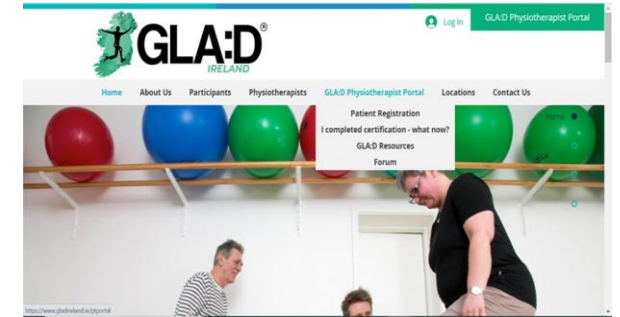 Log In
GLA:D Physiotherapist Portal
GLA:D®
IRELAND
Home About Us Participants Physiotherapists GLA:D Physiotherapist Portal Locations Contact Us
Patient Registration
I completed certification - what now?
GLA:D Resources
Forum
Home
https://www.gladireland.ie/ptportal